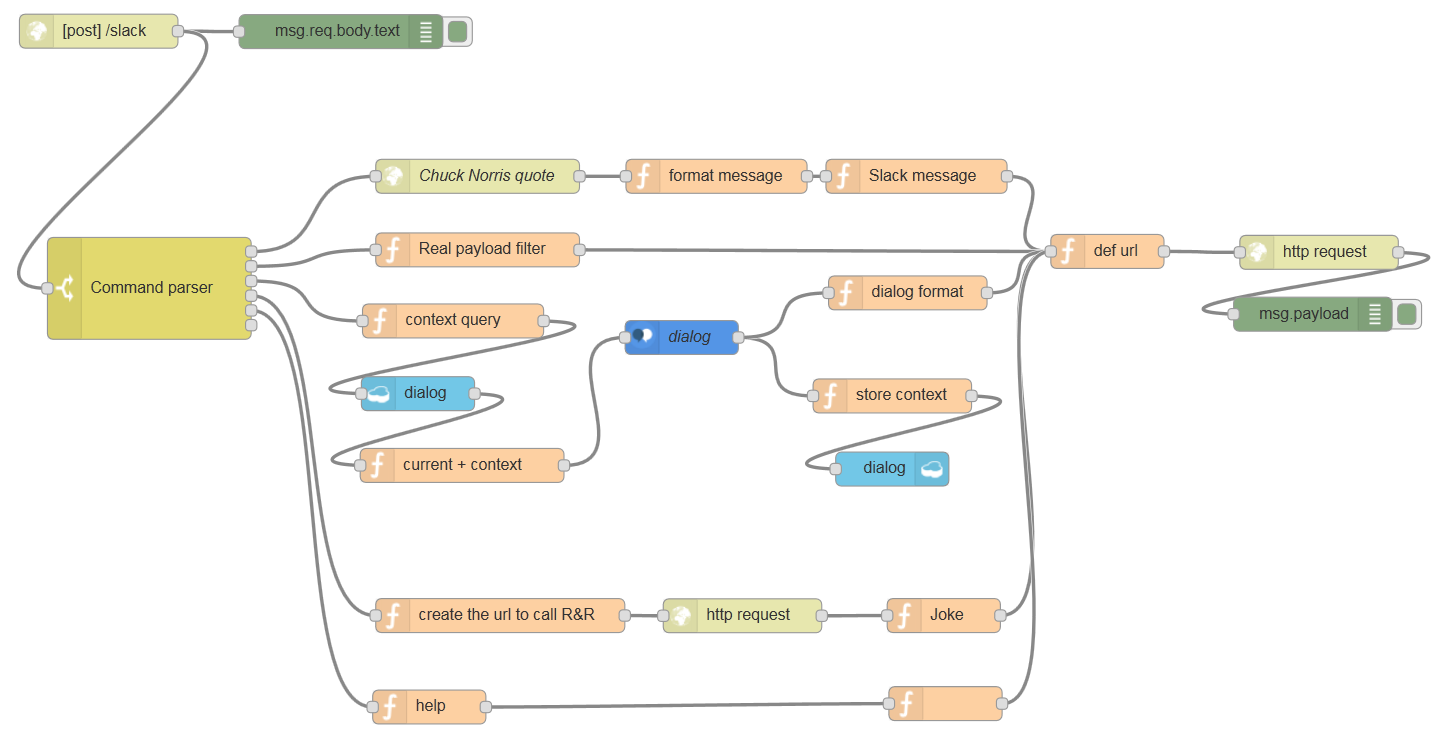 [post] /slack
msg.req.body.text
Chuck Norris quote
format message
Slack message
Real payload filter
def url
http request
Command parser
dialog format
msg.payload
context query
dialog
dialog
store context
current + context
dialog
create the url to call R&R
http request
Joke
help